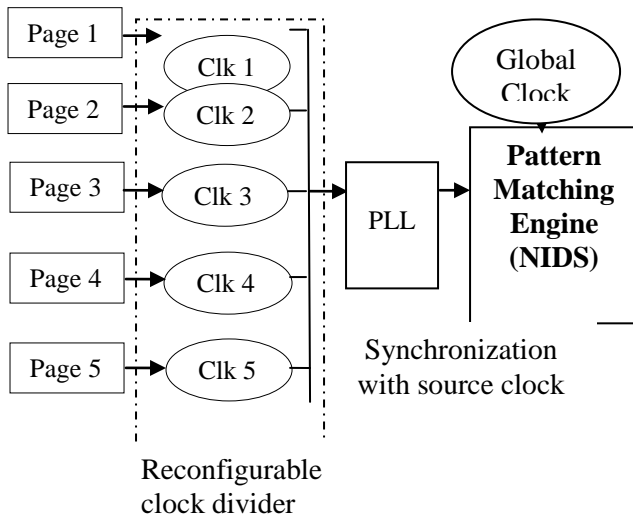 Page 1
Clk 1
Global
Clock
Page 2
Clk 2
Pattern
Matching
Engine
(NIDS)
Page 3
Clk 3
PLL
Page 4
Clk 4
Synchronization
with source clock
Page 5
Clk 5
Reconfigurable
clock divider